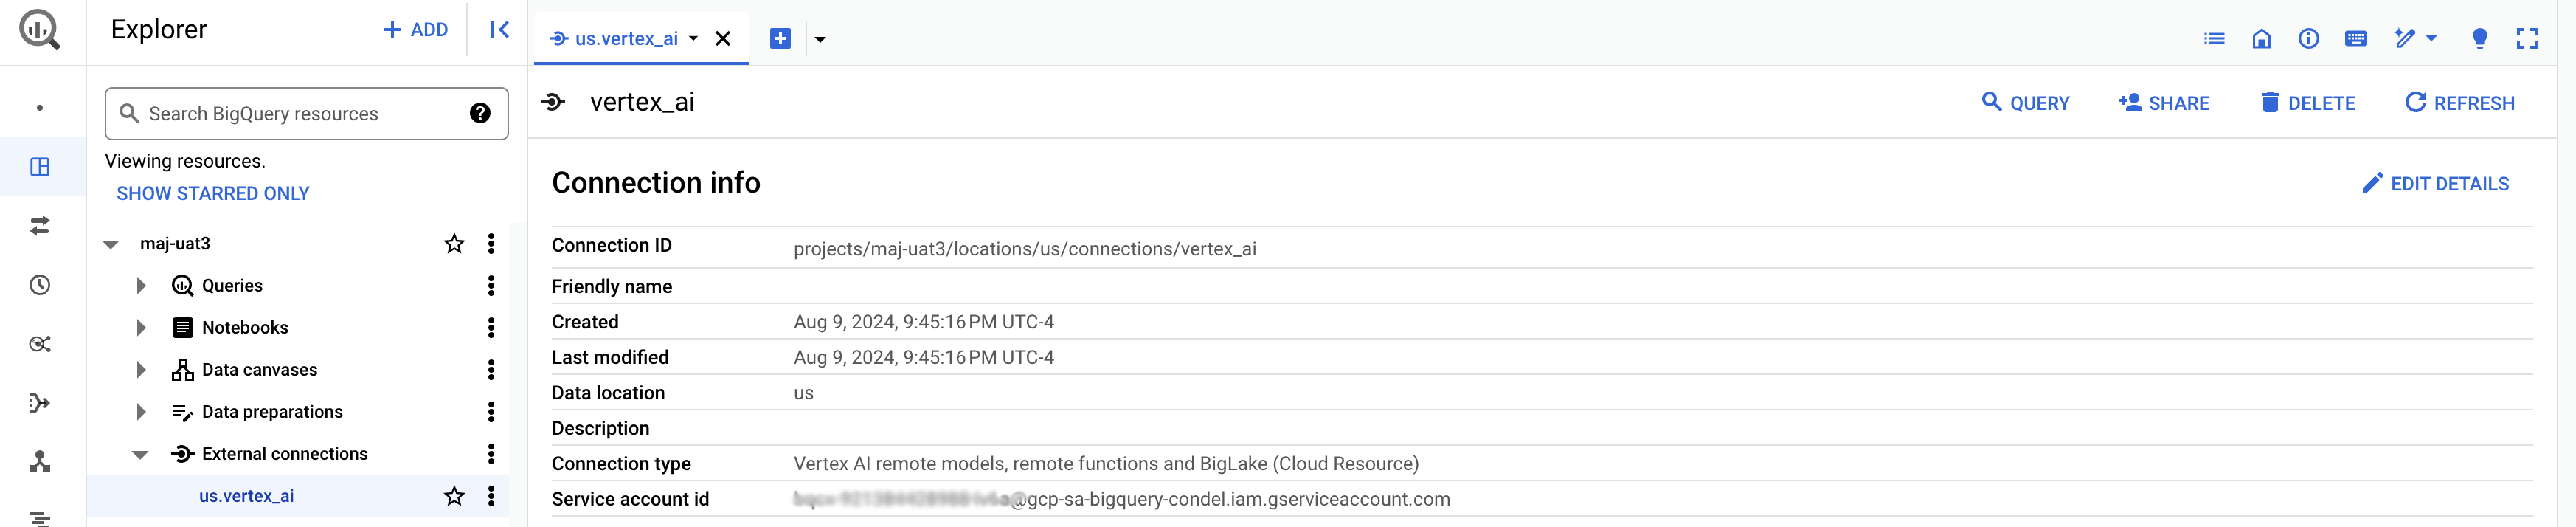 Explorer
ADD
Search BigQuery resources
Viewing resources.
SHOW STARRED ONLY
maj-uat3
Queries
Notebooks
Data canvases
Data preparations
External connections
us.vertex_ai
us.vertex_ai
vertex_ai
QUERY
SHARE
DELETE
REFRESH
Connection info
EDIT DETAILS
Connection ID projects/maj-uat3/locations/us/connections/vertex_ai
Friendly name
Created Aug 9, 2024, 9:45:16 PM UTC-4
Last modified Aug 9, 2024, 9:45:16 PM UTC-4
Data location us
Description
Connection type Vertex AI remote models, remote functions and BigLake (Cloud Resource)
Service account id @gcp-sa-bigquery-condel.iam.gserviceaccount.com